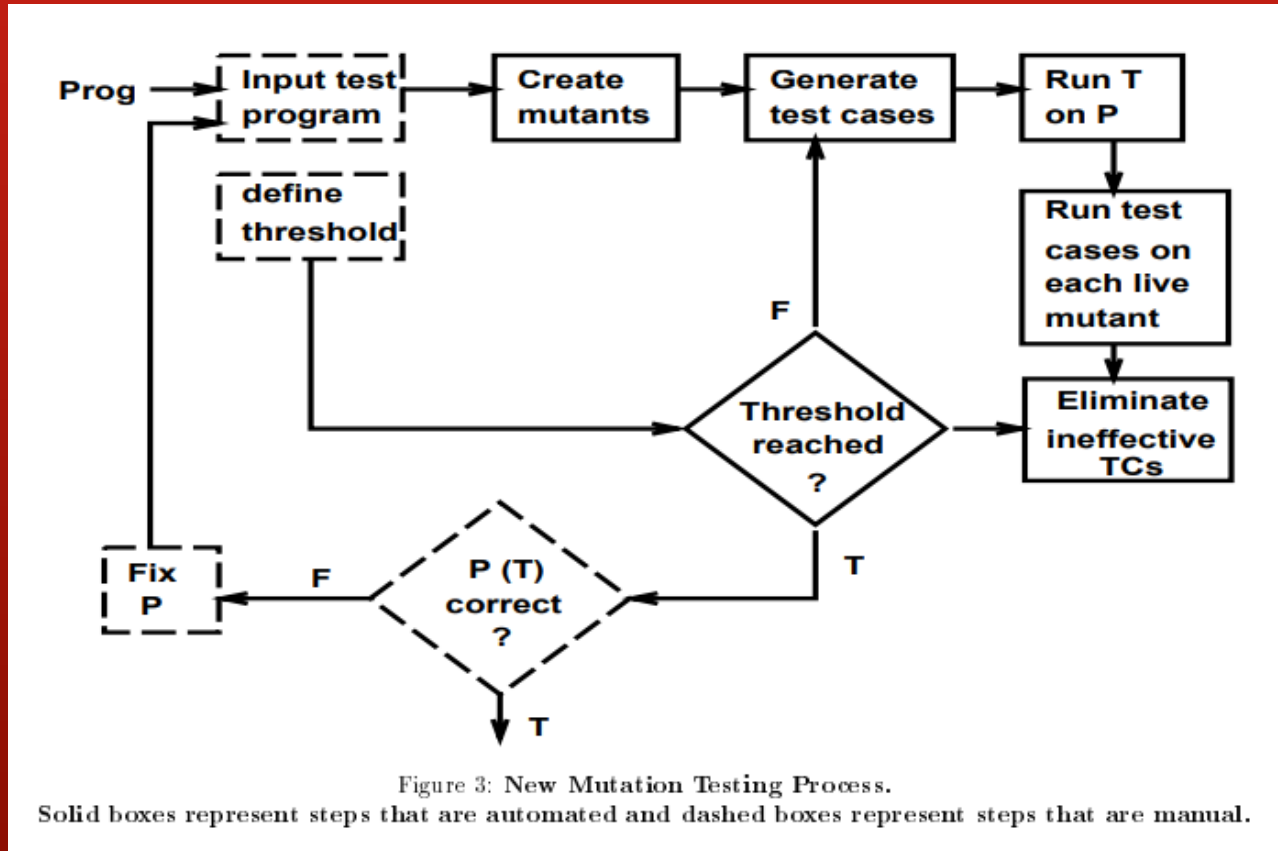 Prog
Input test
program
Create
mutants
Generate
test cases
Run T
on P
define
threshold
Run test
cases on
each live
mutant
F
Threshold
reached
?
Eliminate
ineffective
TCs
T
Fix
P
F
P (T)
correct
?
T
Figure 3: New Mutation Testing Process.
Solid boxes represent steps that are automated and dashed boxes represent steps that are manual.